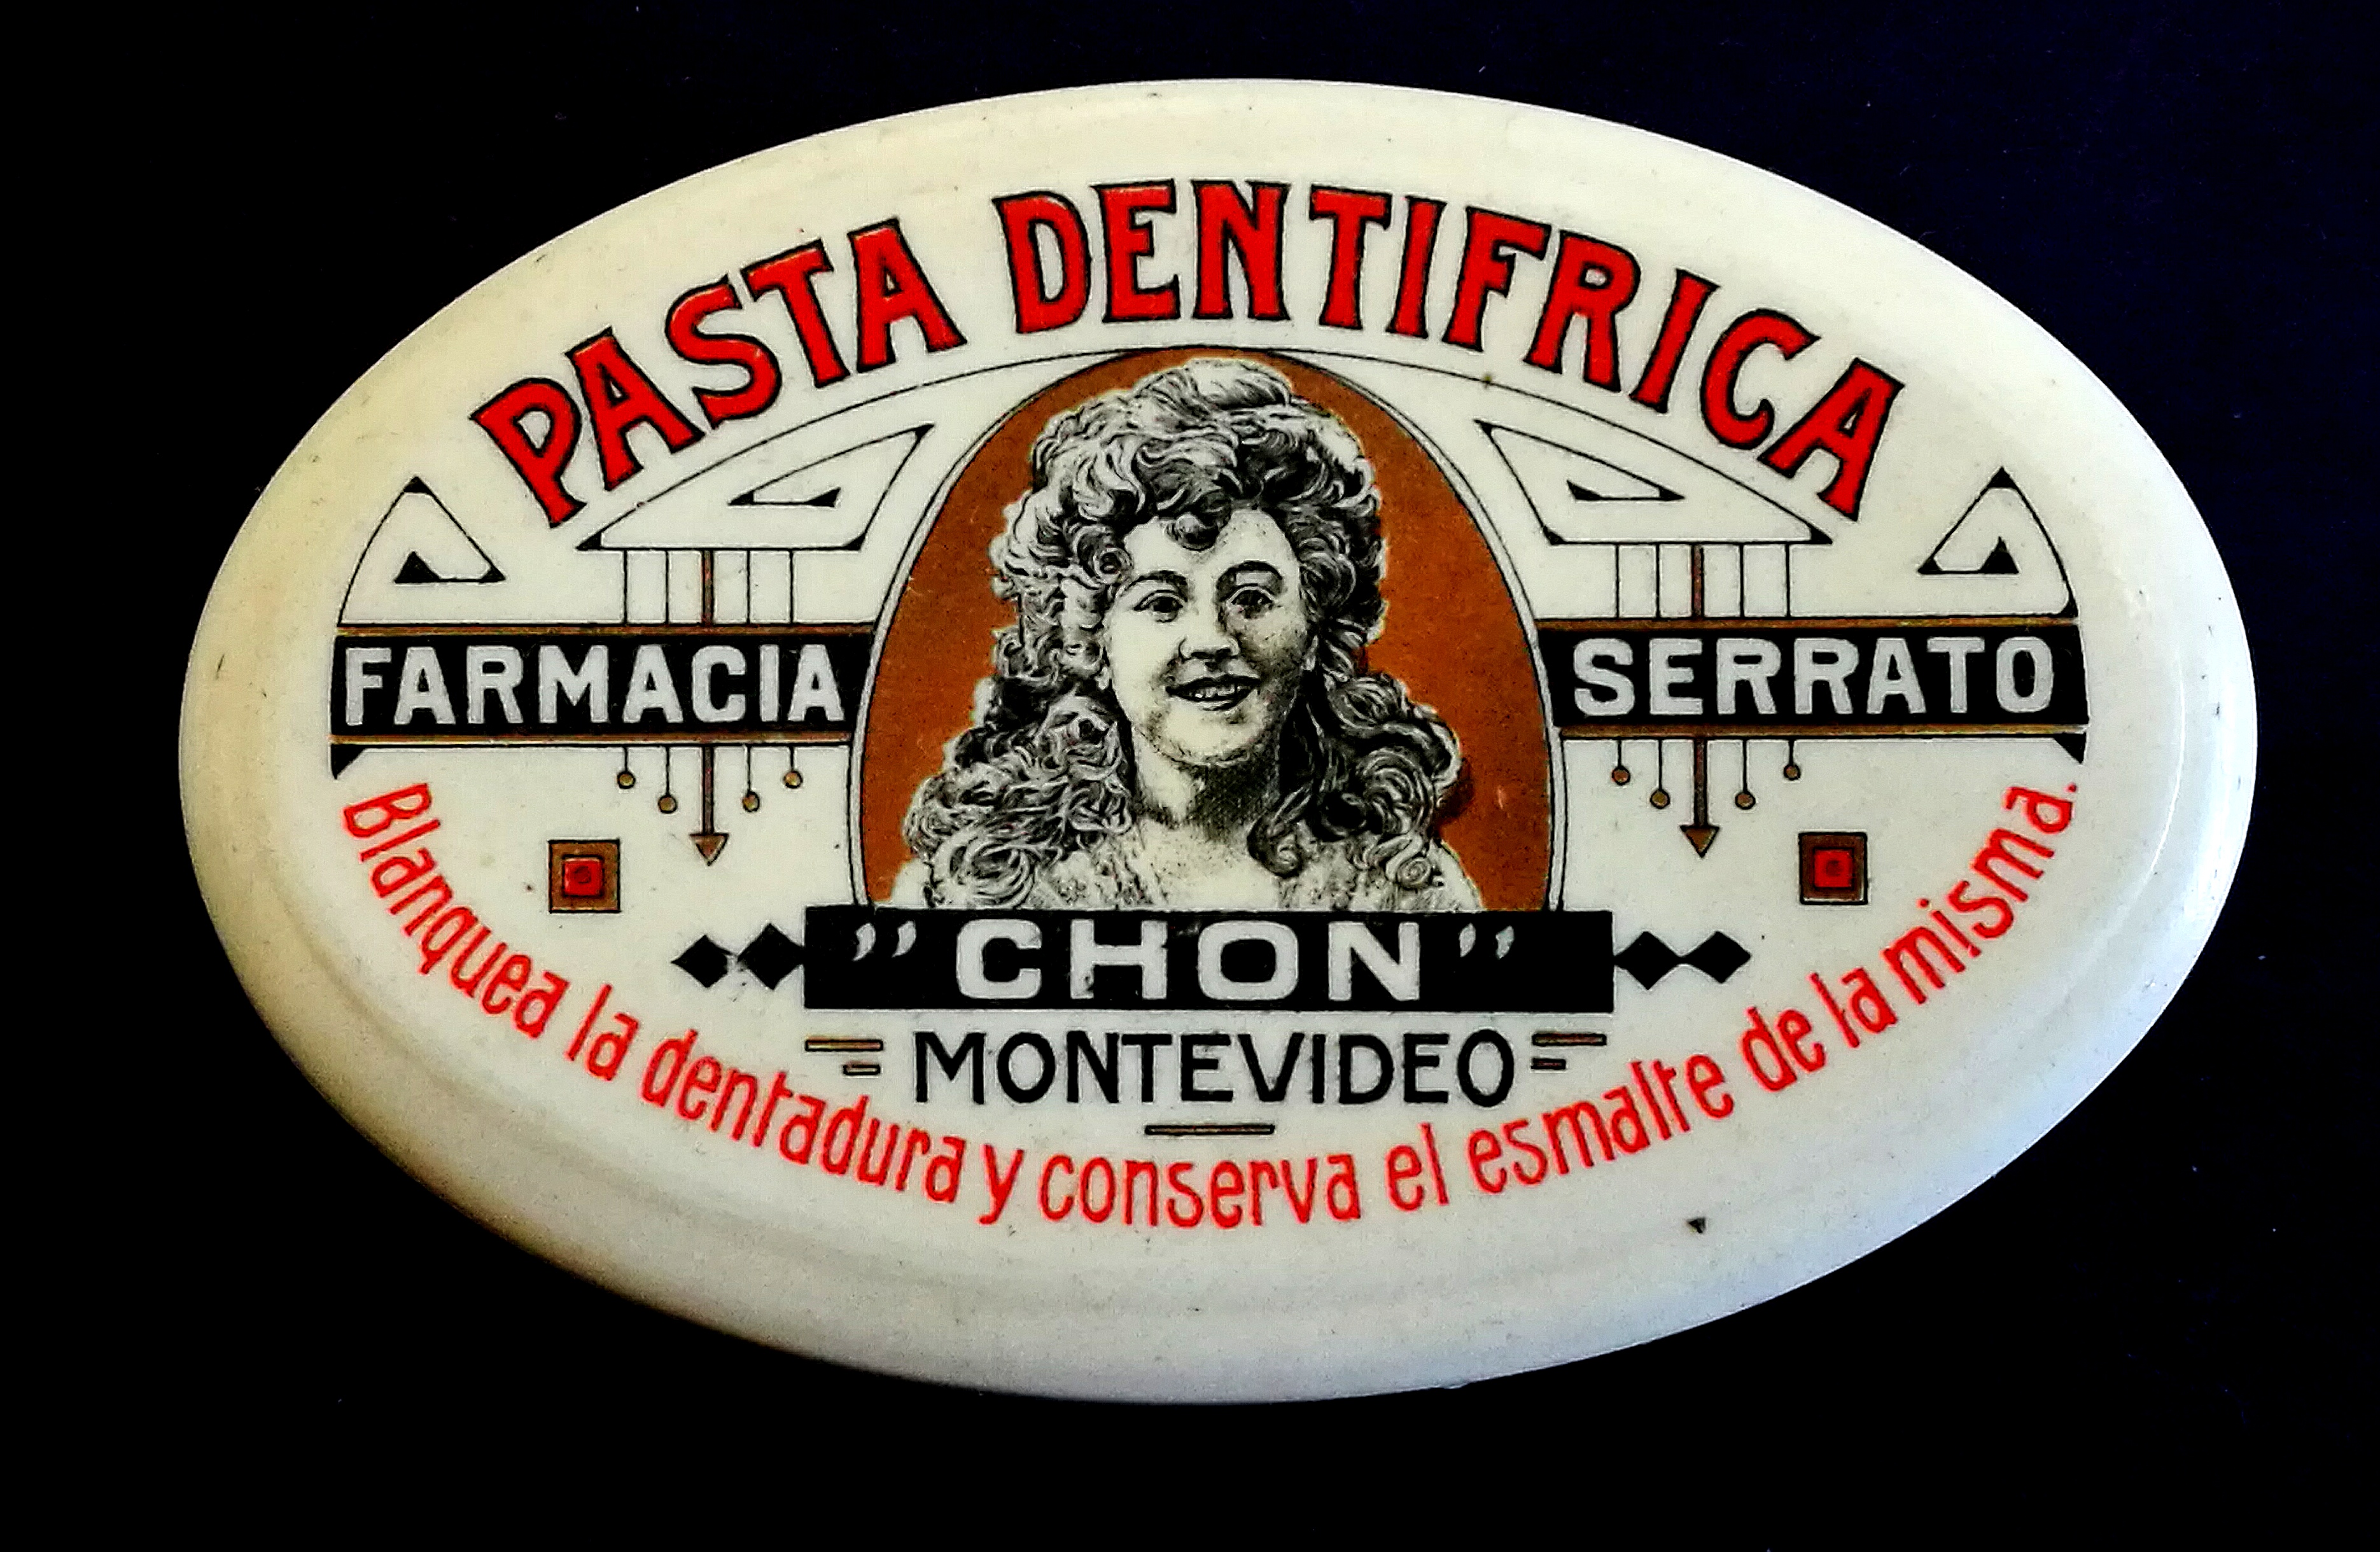 PASTA DENTIFRICA
FARMACIA SERRATO
"CHON"
MONTEVIDEO
Blanquea la dentadura y conserva el esmalte de la misma.